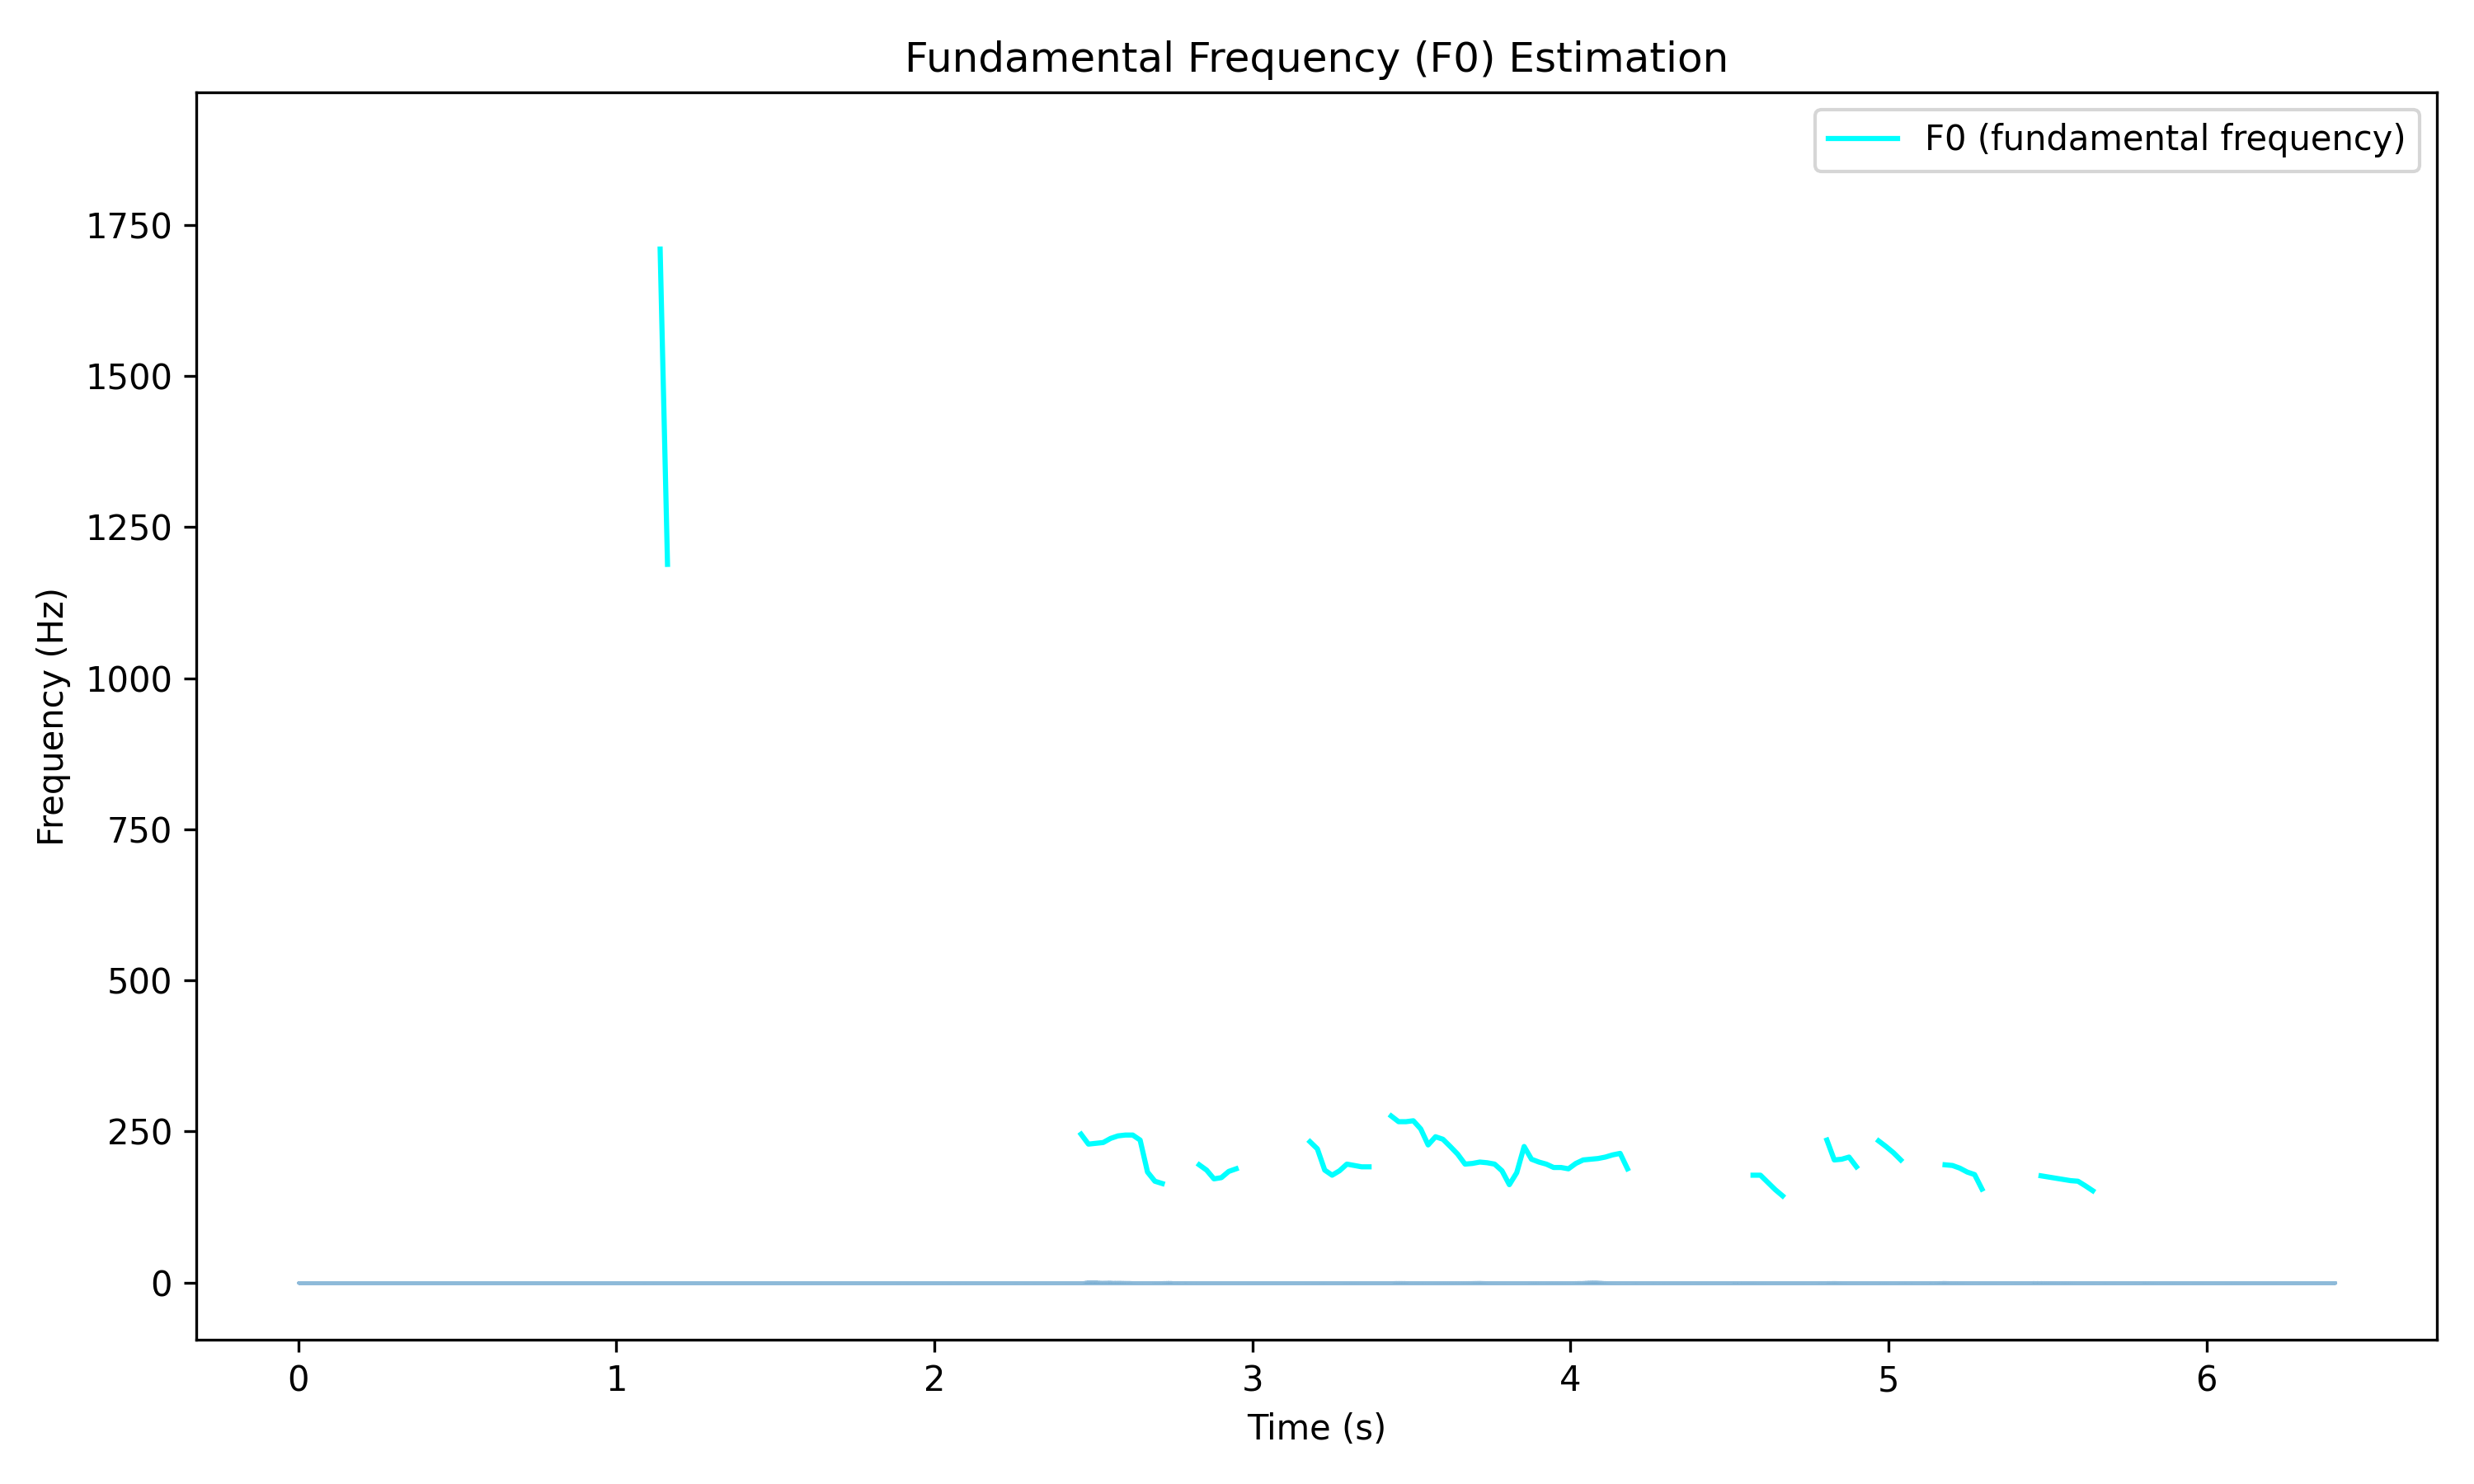 Fundamental Frequency (F0) Estimation
F0 (fundamental frequency)
Frequency (Hz)
1750
1500
1250
1000
750
500
250
0
0 1 2 3 4 5 6
Time (s)